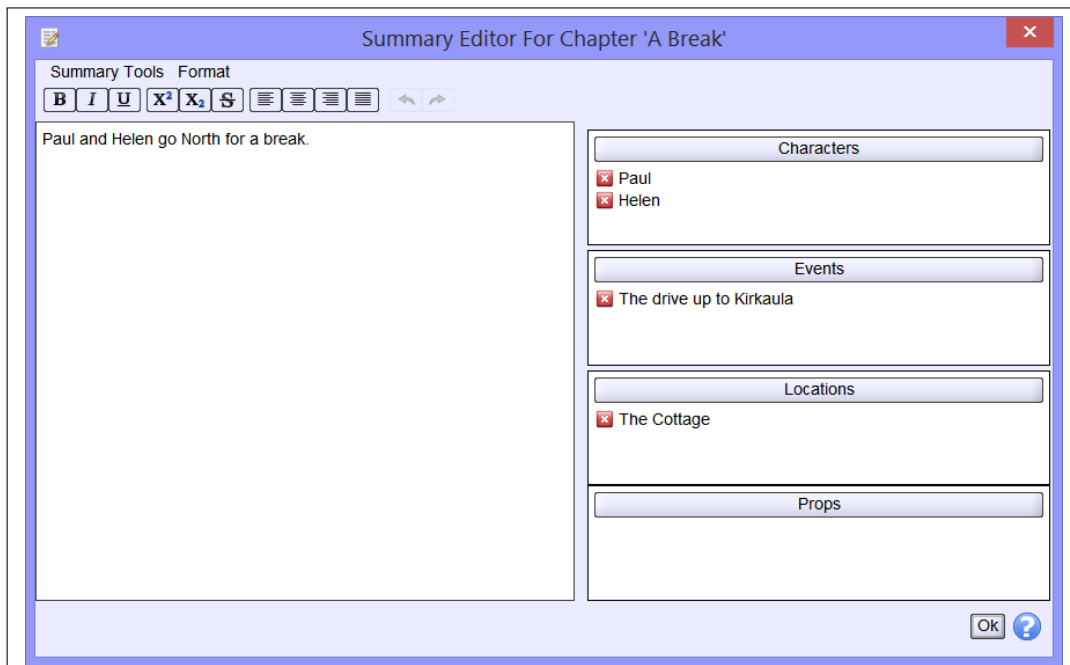 Summary Editor For Chapter 'A Break'
Summary Tools Format
B I U X² X₂ S
Paul and Helen go North for a break.
Characters
Paul
Helen
Events
The drive up to Kirkaula
Locations
The Cottage
Props
Ok ?